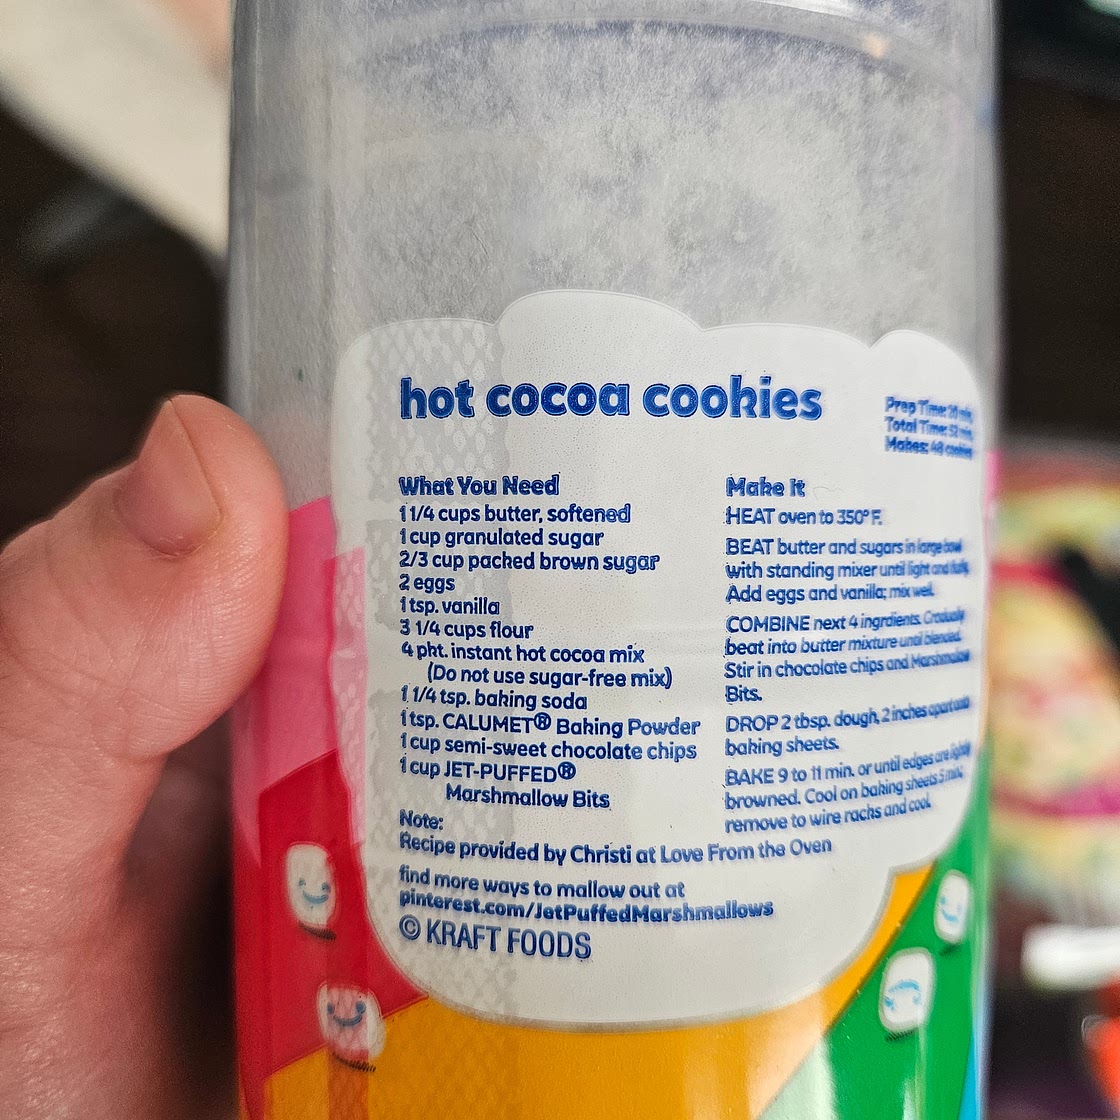 hot cocoa cookies
Prep Time: 20 min.
Total Time: 52 min.
Makes: 48 cookies
What You Need
1 1/4 cups butter, softened
1 cup granulated sugar
2/3 cup packed brown sugar
2 eggs
1 tsp. vanilla
3 1/4 cups flour
4 pkt. instant hot cocoa mix
(Do not use sugar-free mix)
1 1/4 tsp. baking soda
1 tsp. CALUMET® Baking Powder
1 cup semi-sweet chocolate chips
1 cup JET-PUFFED®
Marshmallow Bits
Make It
HEAT oven to 350° F.
BEAT butter and sugars in large bowl
with standing mixer until light and fluffy.
Add eggs and vanilla; mix well.
COMBINE next 4 ingrdients. Gradually
beat into butter mixture until blended.
Stir in chocolate chips and Marshmallow
Bits.
DROP 2 tbsp. dough, 2 inches apart onto
baking sheets.
BAKE 9 to 11 min. or until edges are lightly
browned. Cool on baking sheets 5 min.;
remove to wire racks and cool.
Note:
Recipe provided by Christi at Love From the Oven
find more ways to mallow out at
pinterest.com/JetPuffedMarshmallows
© KRAFT FOODS